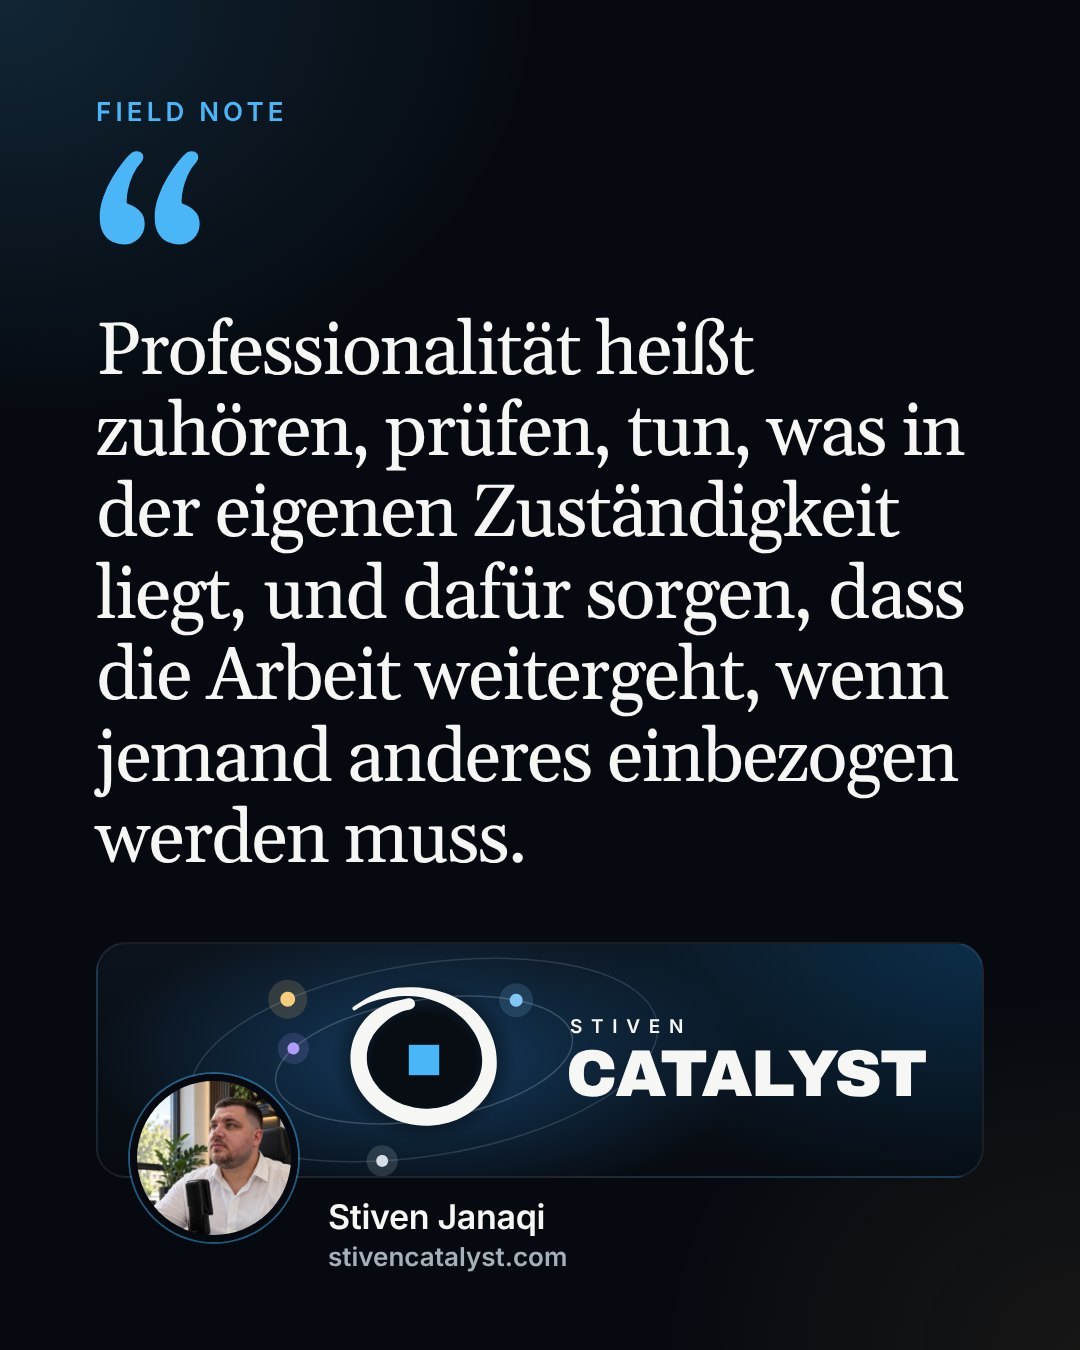 FIELD NOTE
“
Professionalität heißt
zuhören, prüfen, tun, was in
der eigenen Zuständigkeit
liegt, und dafür sorgen, dass
die Arbeit weitergeht, wenn
jemand anderes einbezogen
werden muss.
STIVEN
CATALYST
Stiven Janaqi
stivencatalyst.com